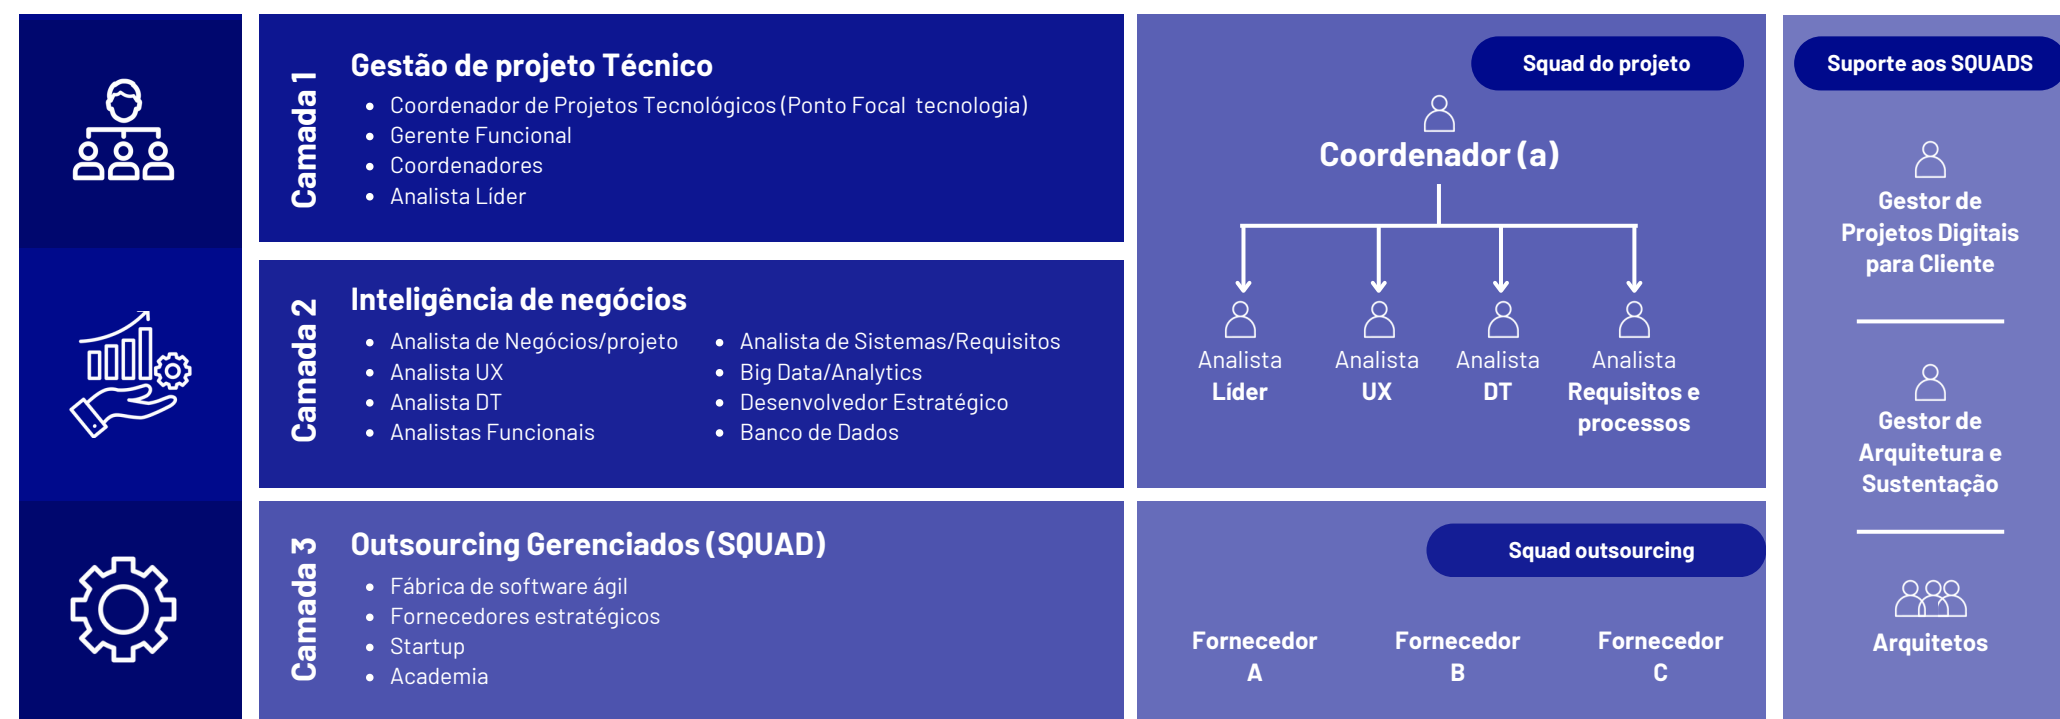 Camada 1
Gestão de projeto Técnico
• Coordenador de Projetos Tecnológicos (Ponto Focal tecnologia)
• Gerente Funcional
• Coordenadores
• Analista Líder
Camada 2
Inteligência de negócios
• Analista de Negócios/projeto
• Analista UX
• Analista DT
• Analistas Funcionais
• Analista de Sistemas/Requisitos
• Big Data/Analytics
• Desenvolvedor Estratégico
• Banco de Dados
Camada 3
Outsourcing Gerenciados (SQUAD)
• Fábrica de software ágil
• Fornecedores estratégicos
• Startup
• Academia
Squad do projeto
Coordenador (a)
Analista
Líder
Analista
UX
Analista
DT
Analista
Requisitos e
processos
Squad outsourcing
Fornecedor
A
Fornecedor
B
Fornecedor
C
Suporte aos SQUADS
Gestor de
Projetos Digitais
para Cliente
Gestor de
Arquitetura e
Sustentação
Arquitetos